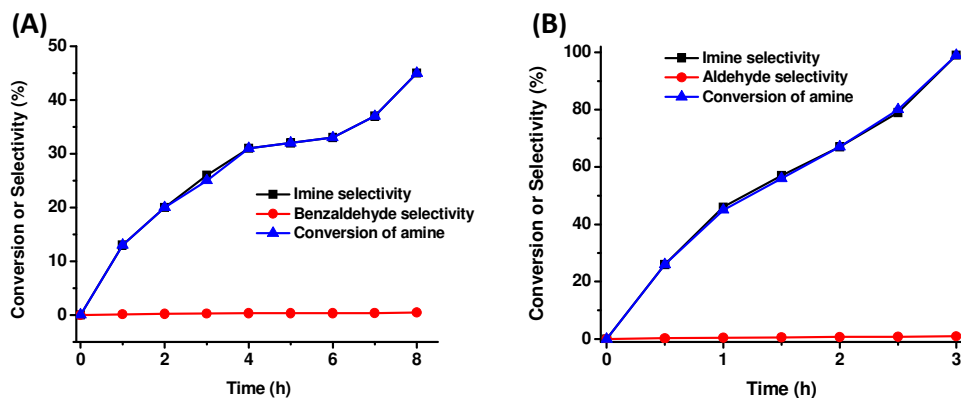 (A)
50
40
30
20
10
0
Conversion or Selectivity (%)
Imine selectivity
Benzaldehyde selectivity
Conversion of amine
0 2 4 6 8
Time (h)
(B)
100
80
60
40
20
0
Conversion or Selectivity (%)
Imine selectivity
Aldehyde selectivity
Conversion of amine
0 1 2 3
Time (h)